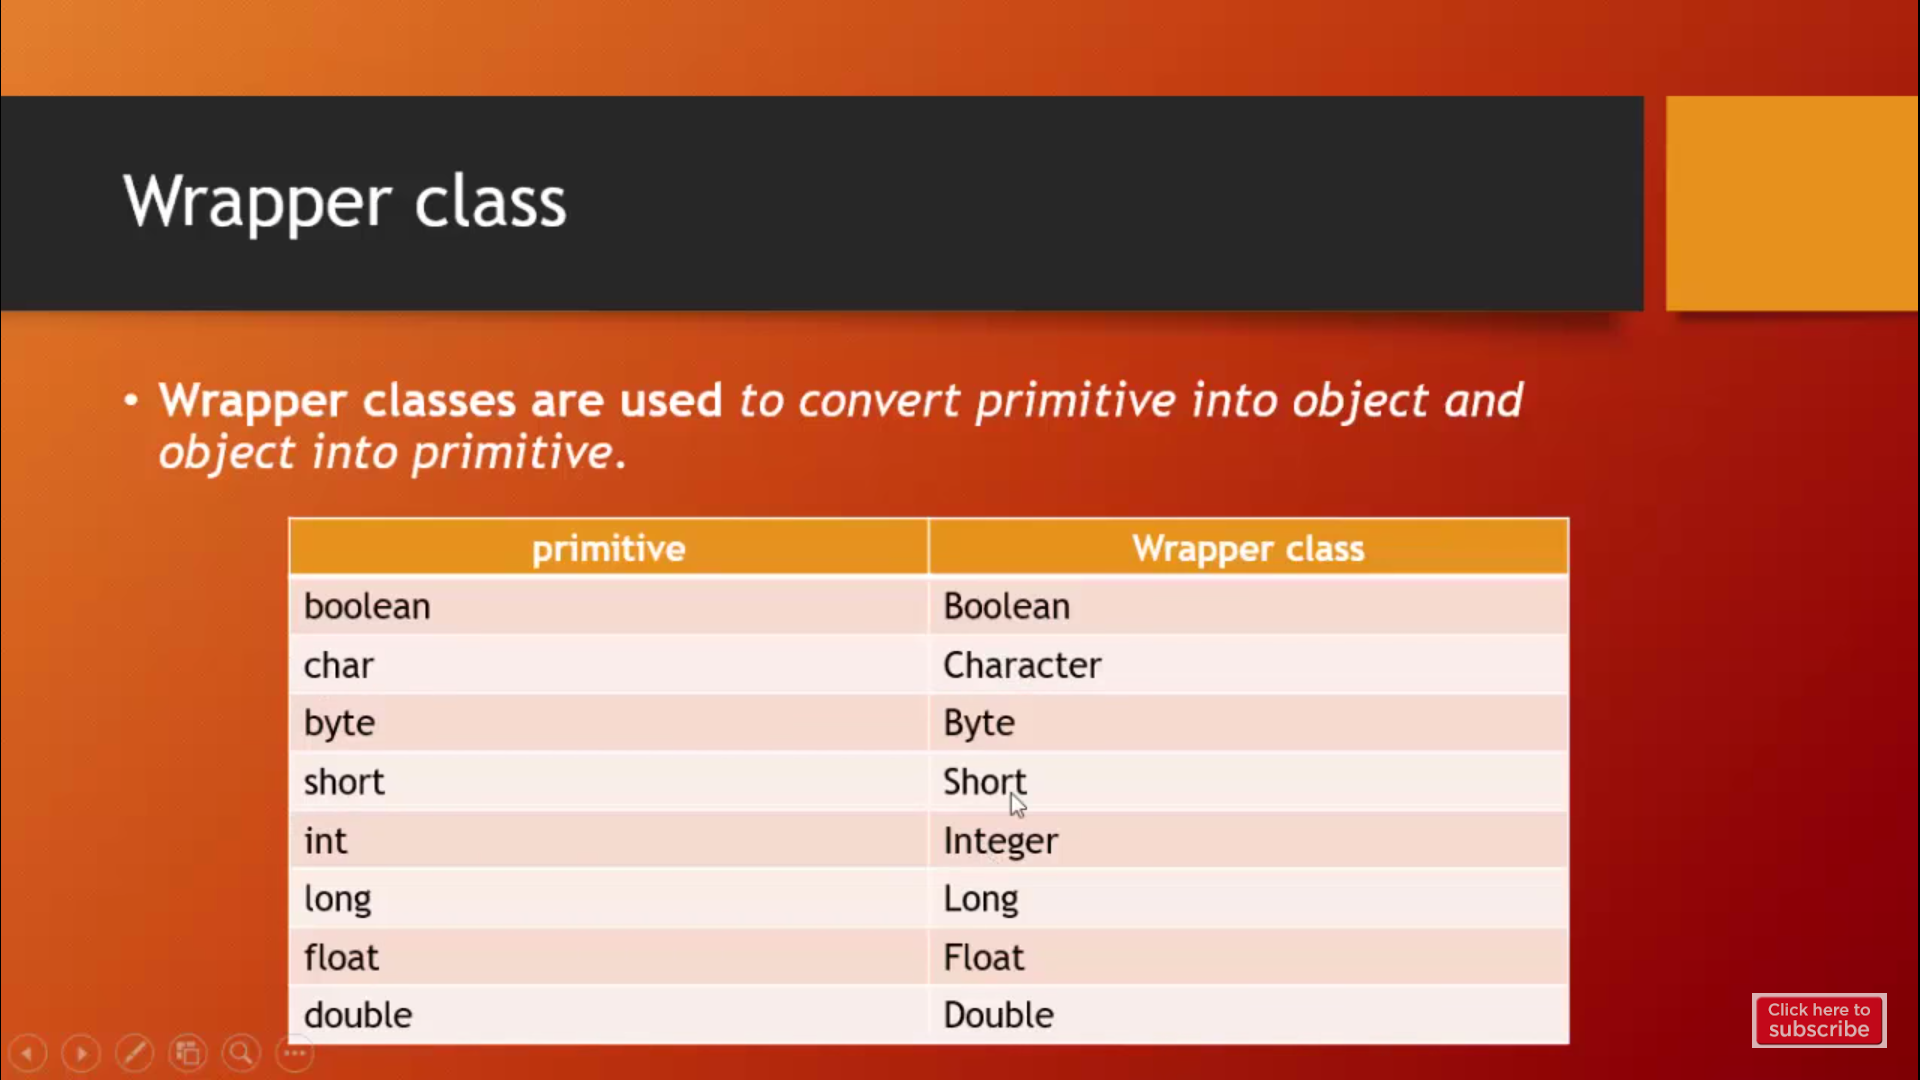 Wrapper class
• Wrapper classes are used to convert primitive into object and
object into primitive.
primitive Wrapper class
boolean Boolean
char Character
byte Byte
short Short
int Integer
long Long
float Float
double Double
Click here to
subscribe